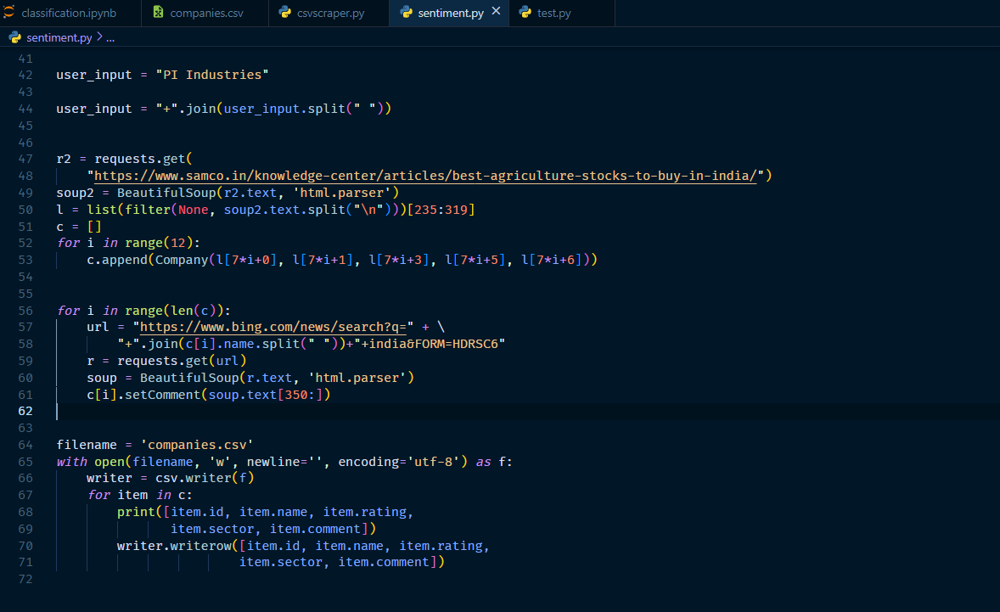 classification.ipynb companies.csv csvscraper.py sentiment.py × test.py
sentiment.py > ...
41
42 user_input = "PI Industries"
43
44 user_input = "+".join(user_input.split(" "))
45
46
47 r2 = requests.get(
48     "https://www.samco.in/knowledge-center/articles/best-agriculture-stocks-to-buy-in-india/")
49 soup2 = BeautifulSoup(r2.text, 'html.parser')
50 l = list(filter(None, soup2.text.split("\n")))[235:319]
51 c = []
52 for i in range(12):
53     c.append(Company(l[7*i+0], l[7*i+1], l[7*i+3], l[7*i+5], l[7*i+6]))
54
55
56 for i in range(len(c)):
57     url = "https://www.bing.com/news/search?q=" + \
58         "+".join(c[i].name.split(" "))+"+india&FORM=HDRSC6"
59     r = requests.get(url)
60     soup = BeautifulSoup(r.text, 'html.parser')
61     c[i].setComment(soup.text[350:])
62
63
64 filename = 'companies.csv'
65 with open(filename, 'w', newline='', encoding='utf-8') as f:
66     writer = csv.writer(f)
67     for item in c:
68         print([item.id, item.name, item.rating,
69                item.sector, item.comment])
70         writer.writerow([item.id, item.name, item.rating,
71                         item.sector, item.comment])
72